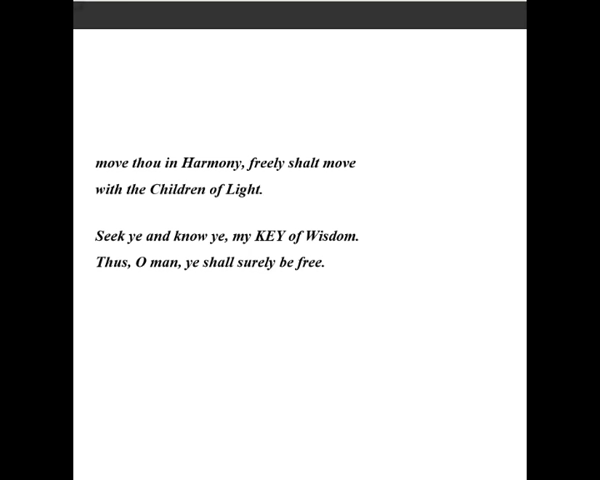 move thou in Harmony, freely shalt move
with the Children of Light.
Seek ye and know ye, my KEY of Wisdom.
Thus, O man, ye shall surely be free.